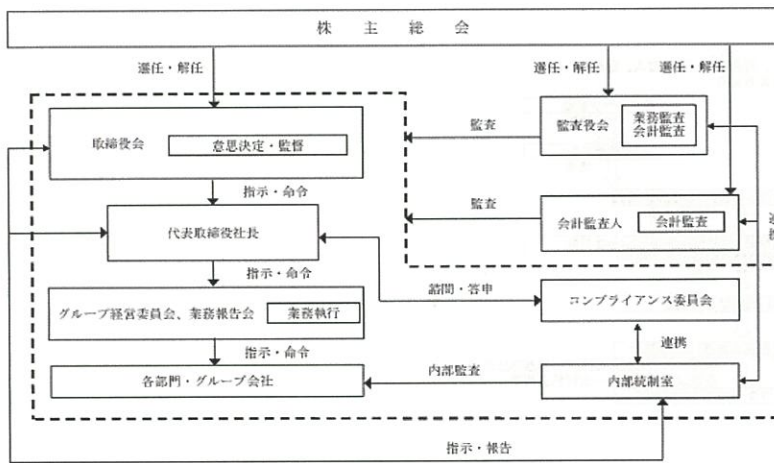 株主総会
選任・解任
選任・解任
選任・解任
取締役会
意思決定・監督
監査
監査役会
業務監査
会計監査
指示・命令
代表取締役社長
監査
会計監査人
会計監査
連携
指示・命令
グループ経営委員会、業務報告会
業務執行
諮問・答申
コンプライアンス委員会
指示・命令
連携
各部門・グループ会社
内部監査
内部統制室
指示・報告